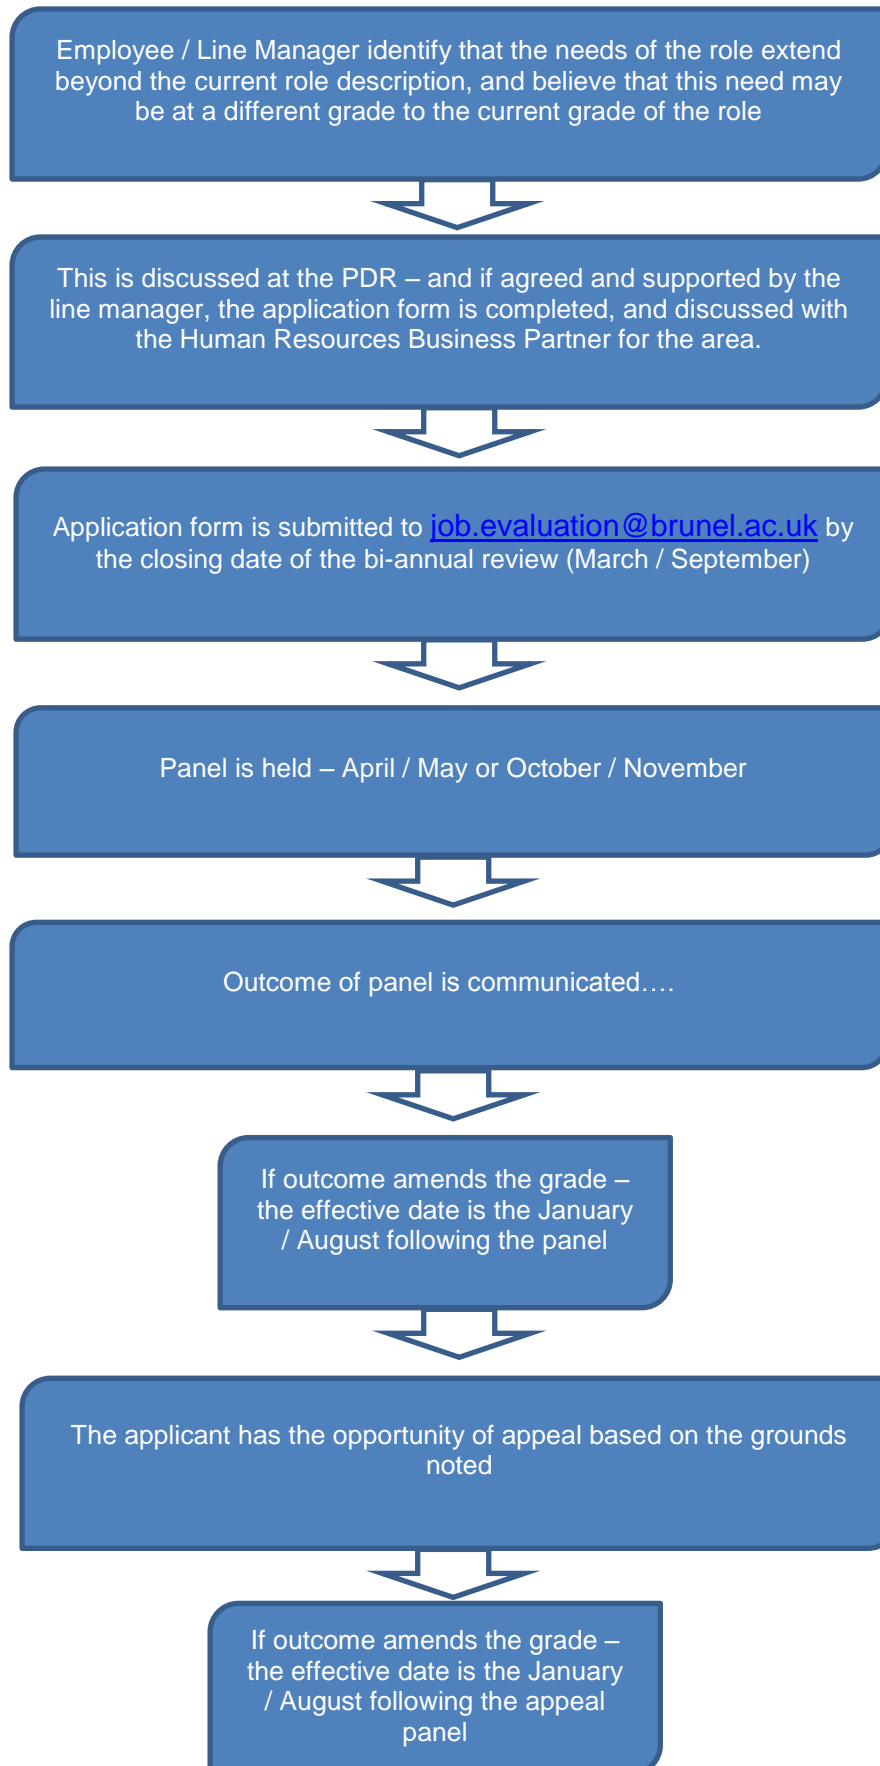 Employee / Line Manager identify that the needs of the role extend
beyond the current role description, and believe that this need may
be at a different grade to the current grade of the role
This is discussed at the PDR – and if agreed and supported by the
line manager, the application form is completed, and discussed with
the Human Resources Business Partner for the area.
Application form is submitted to job.evaluation@brunel.ac.uk by
the closing date of the bi-annual review (March / September)
Panel is held – April / May or October / November
Outcome of panel is communicated….
If outcome amends the grade –
the effective date is the January
/ August following the panel
The applicant has the opportunity of appeal based on the grounds
noted
If outcome amends the grade –
the effective date is the January
/ August following the appeal
panel